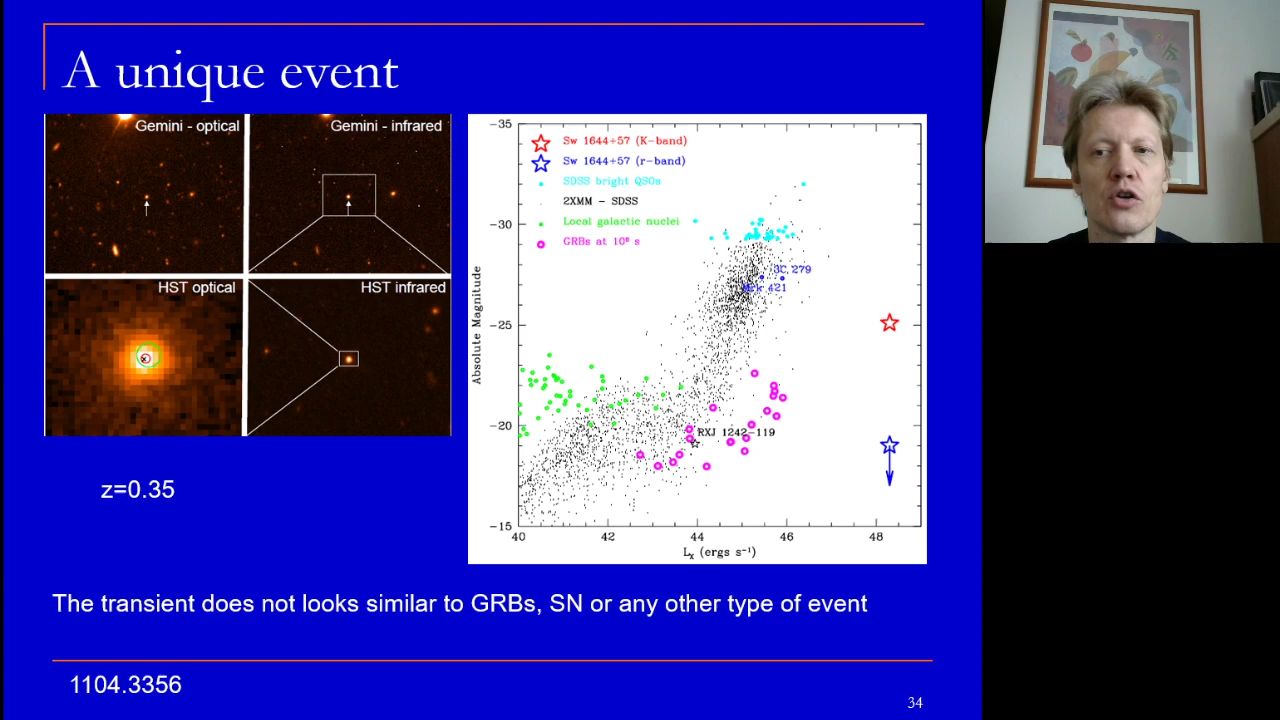 A unique event
Gemini - optical
Gemini - infrared
HST optical
HST infrared
z=0.35
-35
-30
-25
-20
-15
Absolute Magnitude
Sw 1644+57 (K-band)
Sw 1644+57 (r-band)
SDSS bright QSOs
2XMM - SDSS
Local galactic nuclei
GRBs at 10⁶ s
3C 279
Mrk 421
RXJ 1242-119
40 42 44 46 48
Lx (ergs s⁻¹)
The transient does not looks similar to GRBs, SN or any other type of event
1104.3356
34